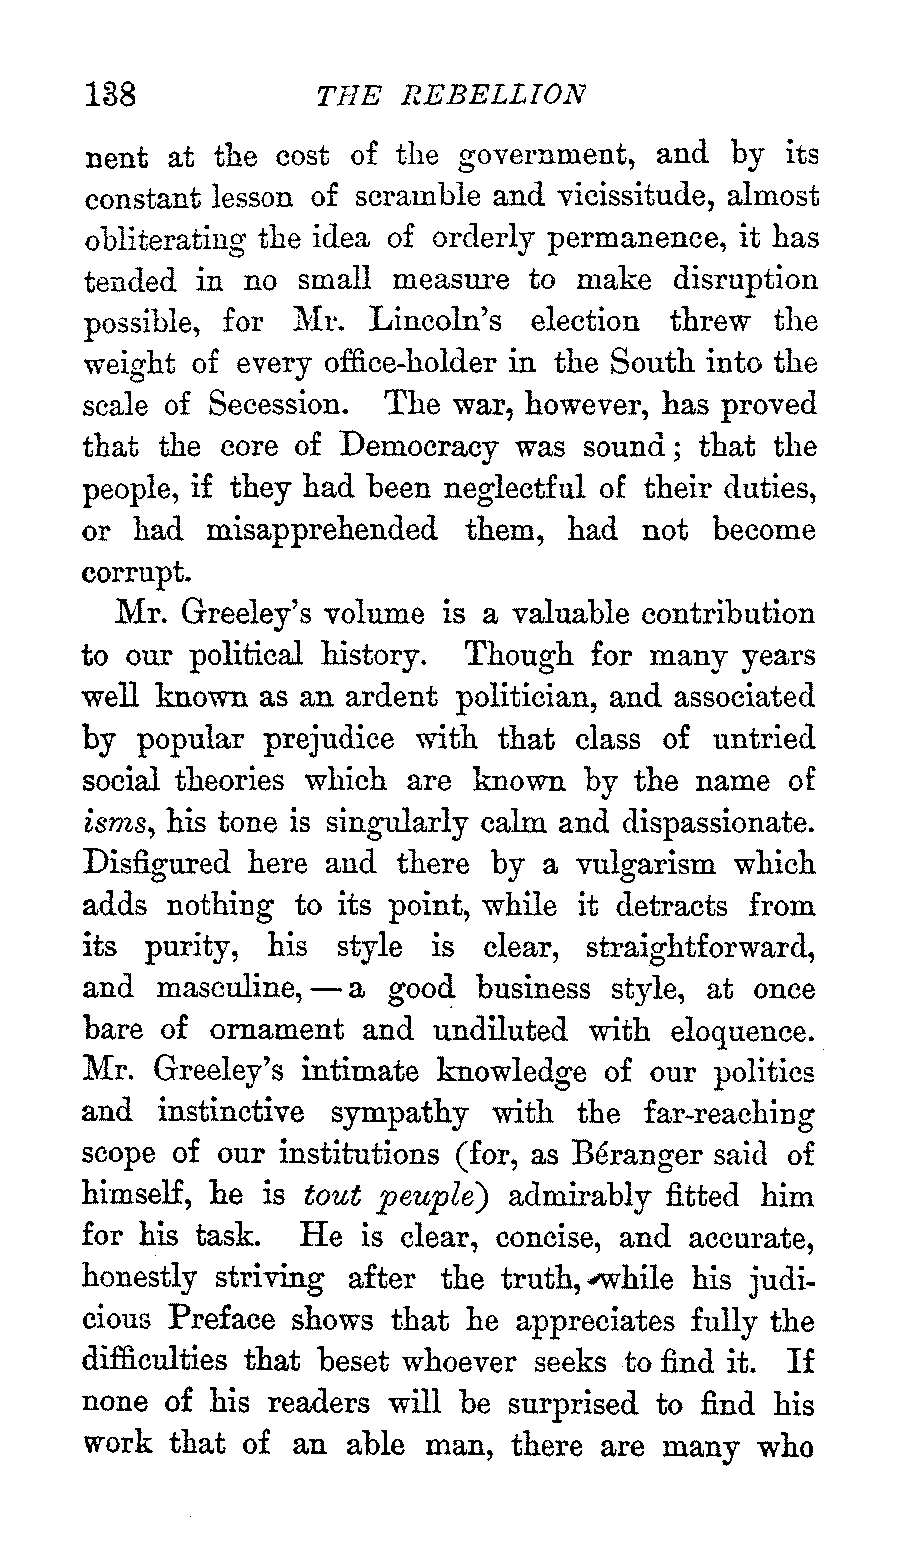 138 THE REBELLION
nent at the cost of the government, and by its
constant lesson of scramble and vicissitude, almost
obliterating the idea of orderly permanence, it has
tended in no small measure to make disruption
possible, for Mr. Lincoln's election threw the
weight of every office-holder in the South into the
scale of Secession. The war, however, has proved
that the core of Democracy was sound; that the
people, if they had been neglectful of their duties,
or had misapprehended them, had not become
corrupt.
Mr. Greeley's volume is a valuable contribution
to our political history. Though for many years
well known as an ardent politician, and associated
by popular prejudice with that class of untried
social theories which are known by the name of
isms, his tone is singularly calm and dispassionate.
Disfigured here and there by a vulgarism which
adds nothing to its point, while it detracts from
its purity, his style is clear, straightforward,
and masculine, — a good business style, at once
bare of ornament and undiluted with eloquence.
Mr. Greeley's intimate knowledge of our politics
and instinctive sympathy with the far-reaching
scope of our institutions (for, as Béranger said of
himself, he is tout peuple) admirably fitted him
for his task. He is clear, concise, and accurate,
honestly striving after the truth, while his judi-
cious Preface shows that he appreciates fully the
difficulties that beset whoever seeks to find it. If
none of his readers will be surprised to find his
work that of an able man, there are many who